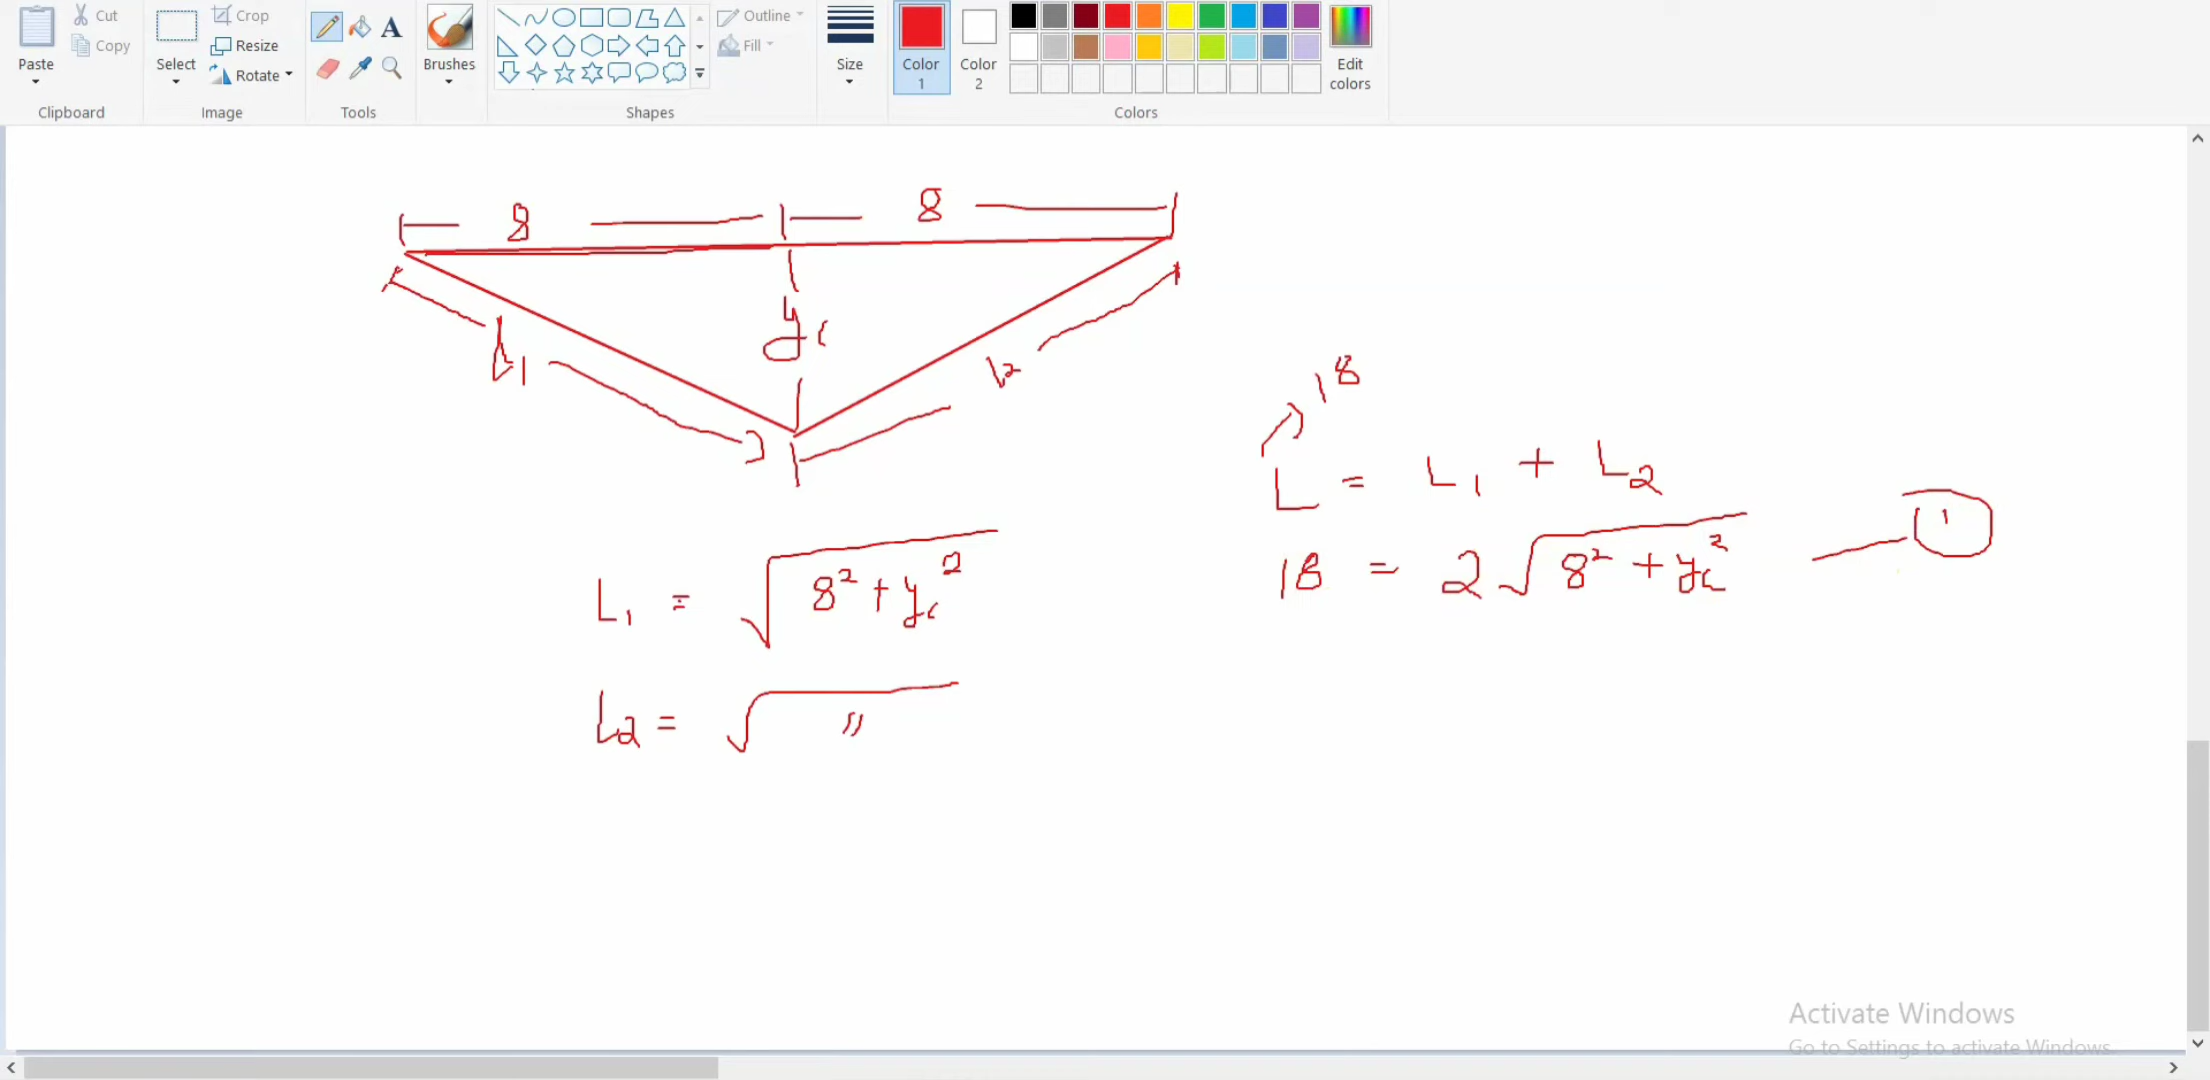 Paste
Cut
Copy
Clipboard
Select
Crop
Resize
Rotate
Image
A
Tools
Brushes
Shapes
Outline
Fill
Size
Color 1
Color 2
Edit colors
Colors
8
8
yc
L1
L2
18
L = L1 + L2
18 = 2√8² + yc²
1
L1 = √8² + yc²
L2 = √ "
Activate Windows
Go to Settings to activate Windows.